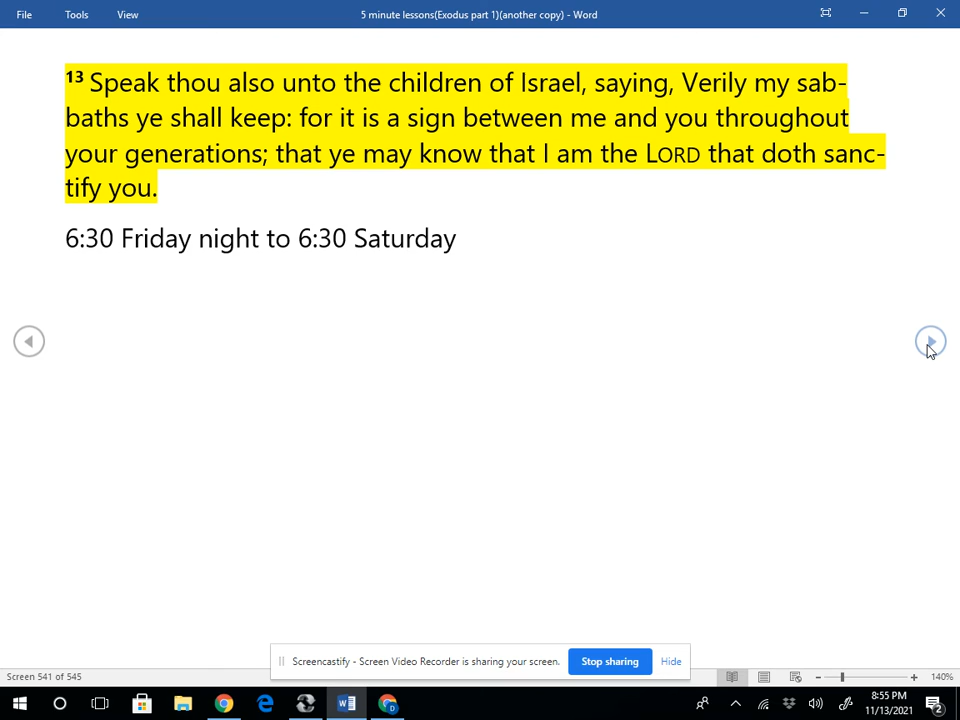 File Tools View 5 minute lessons(Exodus part 1)(another copy) - Word
13 Speak thou also unto the children of Israel, saying, Verily my sab-
baths ye shall keep: for it is a sign between me and you throughout
your generations; that ye may know that I am the LORD that doth sanc-
tify you.
6:30 Friday night to 6:30 Saturday
Screencastify - Screen Video Recorder is sharing your screen. Stop sharing Hide
Screen 541 of 545 140%
8:55 PM
11/13/2021 2